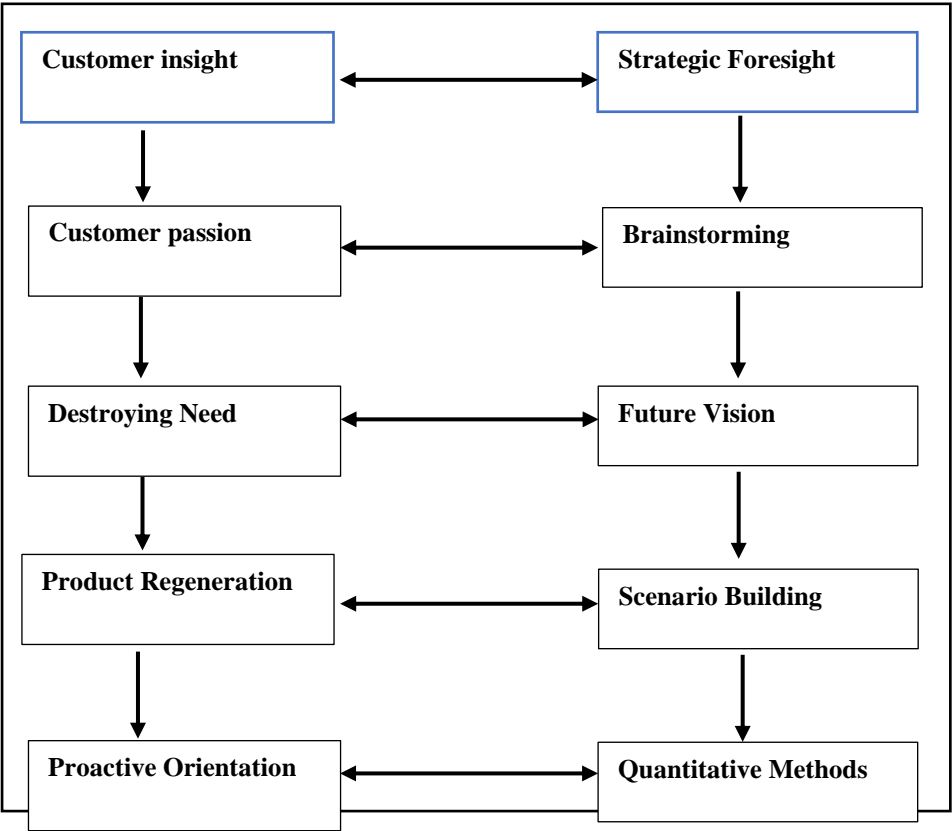 Customer insight
Strategic Foresight
Customer passion
Brainstorming
Destroying Need
Future Vision
Product Regeneration
Scenario Building
Proactive Orientation
Quantitative Methods